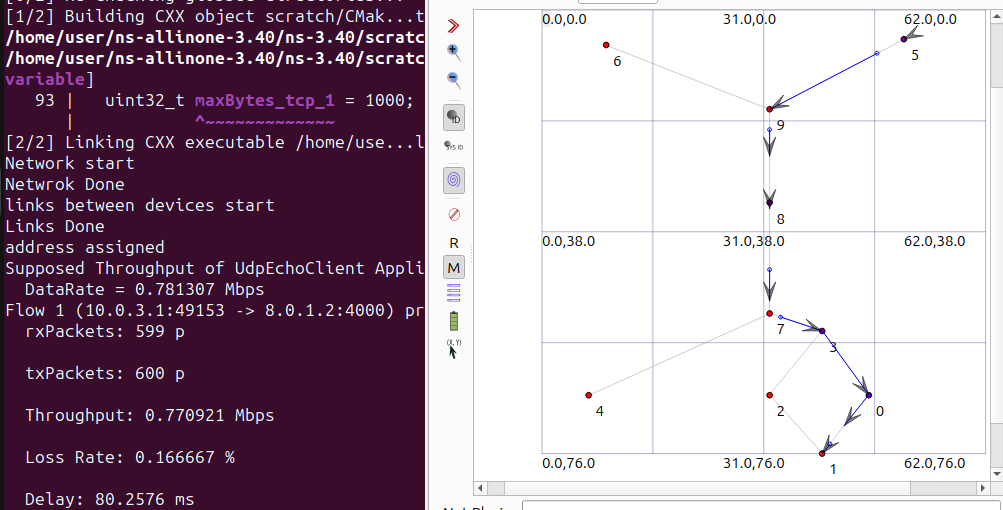 [1/2] Building CXX object scratch/CMak...t
/home/user/ns-allinone-3.40/ns-3.40/scratc
/home/user/ns-allinone-3.40/ns-3.40/scratc
variable]
93 |   uint32_t maxBytes_tcp_1 = 1000;
|            ^~~~~~~~~~~~~~
[2/2] Linking CXX executable /home/use...l
Network start
Netwrok Done
links between devices start
Links Done
address assigned
Supposed Throughput of UdpEchoClient Appli
DataRate = 0.781307 Mbps
Flow 1 (10.0.3.1:49153 -> 8.0.1.2:4000) pr
rxPackets: 599 p
txPackets: 600 p
Throughput: 0.770921 Mbps
Loss Rate: 0.166667 %
Delay: 80.2576 ms
ID
SYS ID
R
M
(X, Y)
0.0,0.0
31.0,0.0
62.0,0.0
6
5
9
8
0.0,38.0
31.0,38.0
62.0,38.0
7
3
4
2
0
0.0,76.0
31.0,76.0
62.0,76.0
1